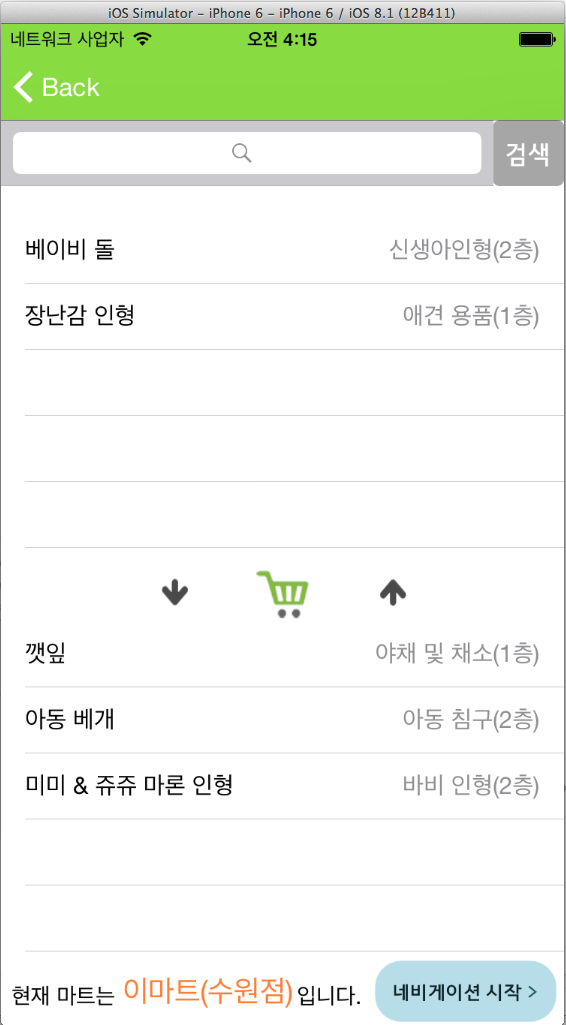 iOS Simulator – iPhone 6 – iPhone 6 / iOS 8.1 (12B411)
네트워크 사업자 오전 4:15
Back
검색
베이비 돌 신생아인형(2층)
장난감 인형 애견 용품(1층)
깻잎 야채 및 채소(1층)
아동 베개 아동 침구(2층)
미미 & 쥬쥬 마론 인형 바비 인형(2층)
현재 마트는 이마트(수원점)입니다. 네비게이션 시작 >